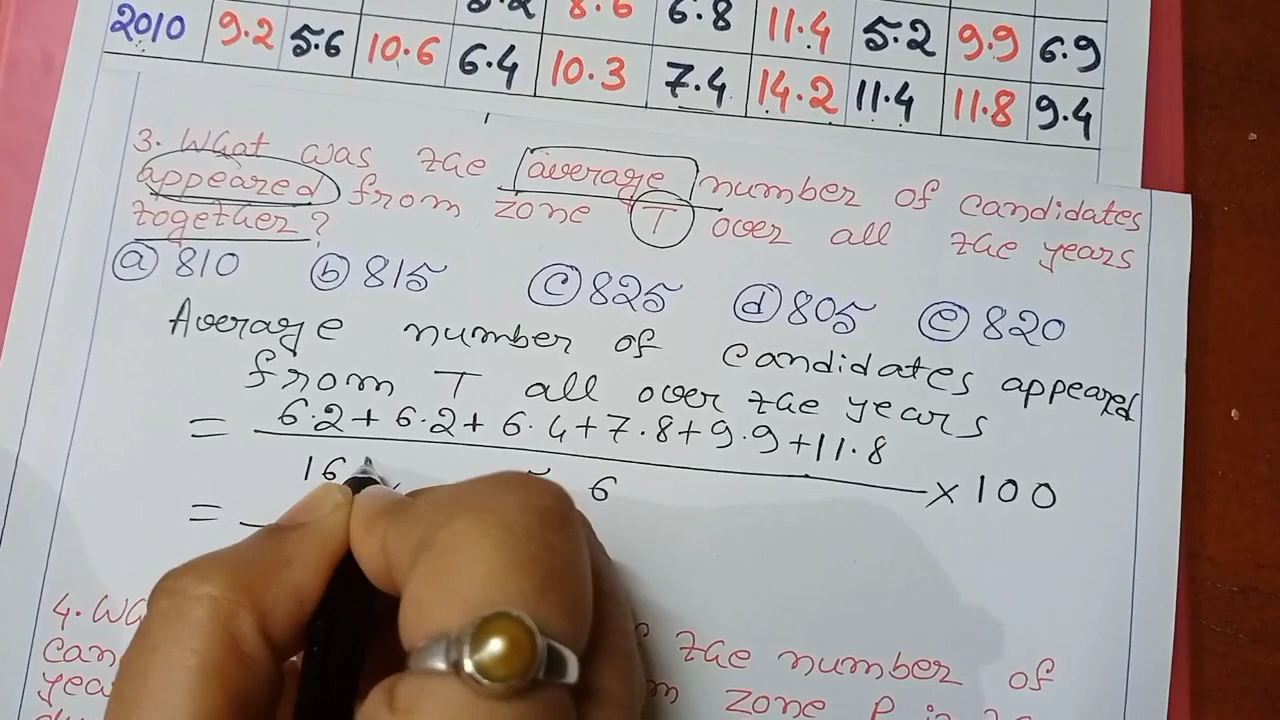 8.6 6.8 11.4 5.2 9.9 6.9
2010 9.2 5.6 10.6 6.4 10.3 7.4 14.2 11.4 11.8 9.4
3. What was the average number of candidates
appeared from zone T over all the years
together?
(a) 810 (b) 815 (c) 825 (d) 805 (e) 820
Average number of candidates appeared
from T all over the years
= 6.2 + 6.2 + 6.4 + 7.8 + 9.9 + 11.8
6 × 100
= 16
4.
the number of
zone P